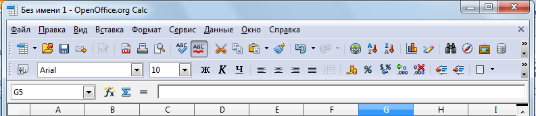 Без имени 1 - OpenOffice.org Calc
Файл Правка Вид Вставка Формат Сервис Данные Окно Справка
Arial 10 Ж К Ч
G5
A B C D E F G H I